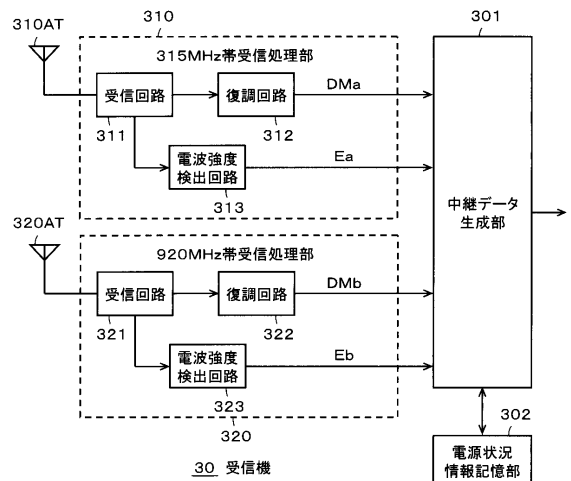 310AT
310
301
315MHz帯受信処理部
受信回路
復調回路
DMa
311
312
電波強度
検出回路
Ea
313
中継データ
生成部
320AT
920MHz帯受信処理部
受信回路
復調回路
DMb
321
322
電波強度
検出回路
Eb
323
320
302
30 受信機
電源状況
情報記憶部